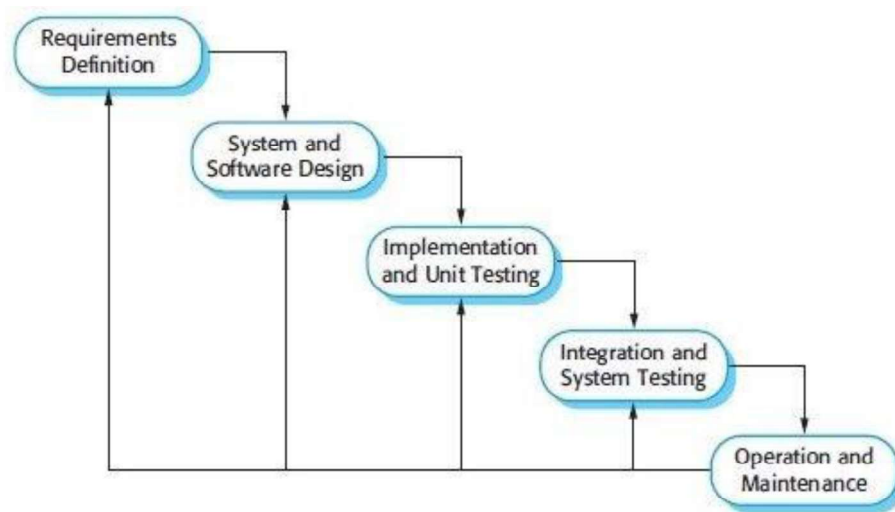 Requirements
Definition
System and
Software Design
Implementation
and Unit Testing
Integration and
System Testing
Operation and
Maintenance